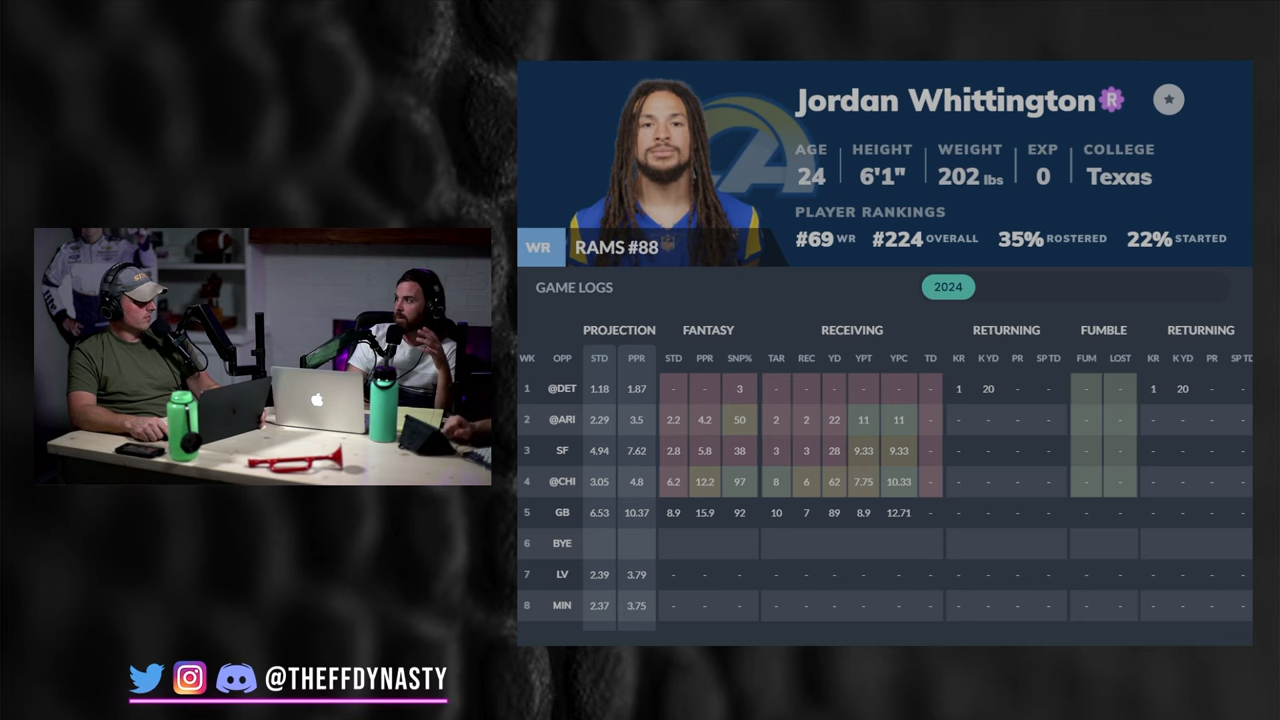 Jordan Whittington R
AGE HEIGHT WEIGHT EXP COLLEGE
24 6'1" 202 lbs 0 Texas
PLAYER RANKINGS
#69 WR #224 OVERALL 35% ROSTERED 22% STARTED
WR RAMS #88
GAME LOGS 2024
PROJECTION FANTASY RECEIVING RETURNING FUMBLE RETURNING
WK OPP STD PPR STD PPR SNP% TAR REC YD YPT YPC TD KR K YD PR SP TD FUM LOST KR K YD PR SP TD
1 @DET 1.18 1.87 - - 3 - - - - - - 1 20 - - - - 1 20 - -
2 @ARI 2.29 3.5 2.2 4.2 50 2 2 22 11 11 - - - - - - - - - - -
3 SF 4.94 7.62 2.8 5.8 38 3 3 28 9.33 9.33 - - - - - - - - - - -
4 @CHI 3.05 4.8 6.2 12.2 97 8 6 62 7.75 10.33 - - - - - - - - - - -
5 GB 6.53 10.37 8.9 15.9 92 10 7 89 8.9 12.71 - - - - - - - - - - -
6 BYE
7 LV 2.39 3.79 - - - - - - - - - - - - - - - - - - -
8 MIN 2.37 3.75 - - - - - - - - - - - - - - - - - - -
@THEFFDYNASTY